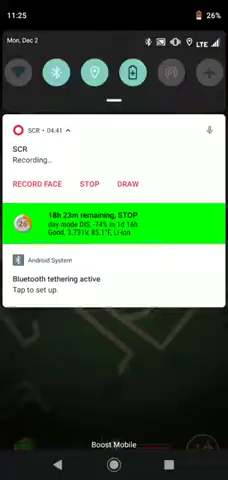 11:25
26%
Mon, Dec 2
LTE
SCR • 04:41
SCR
Recording...
RECORD FACE STOP DRAW
26
18h 23m remaining, STOP
day mode DIS, -74% in 1d 16h
Good, 3.731V, 85.1°F, Li-ion
Android System
Bluetooth tethering active
Tap to set up.
Boost Mobile